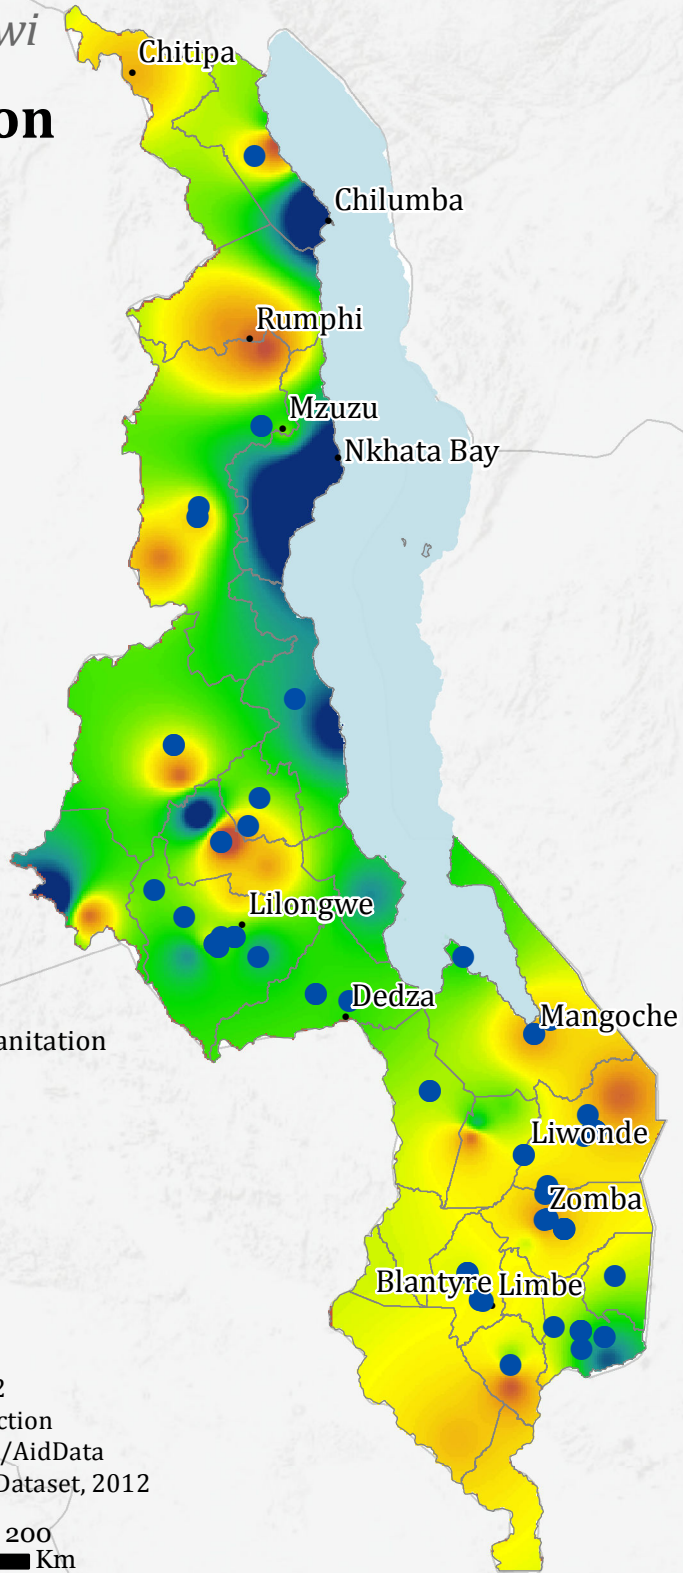 wi
Chitipa
on
Chilumba
Rumphi
Mzuzu
Nkhata Bay
Lilongwe
Dedza
Mangoche
anitation
Liwonde
Zomba
Blantyre Limbe
2
ction
/AidData
Dataset, 2012
200
Km